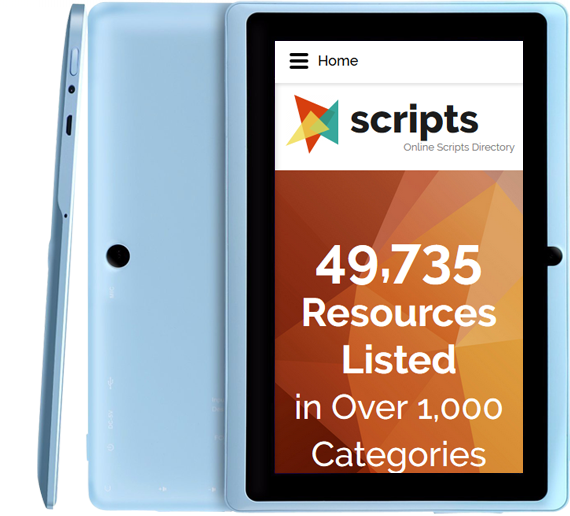 Home
scripts
Online Scripts Directory
49,735
Resources
Listed
in Over 1,000
Categories